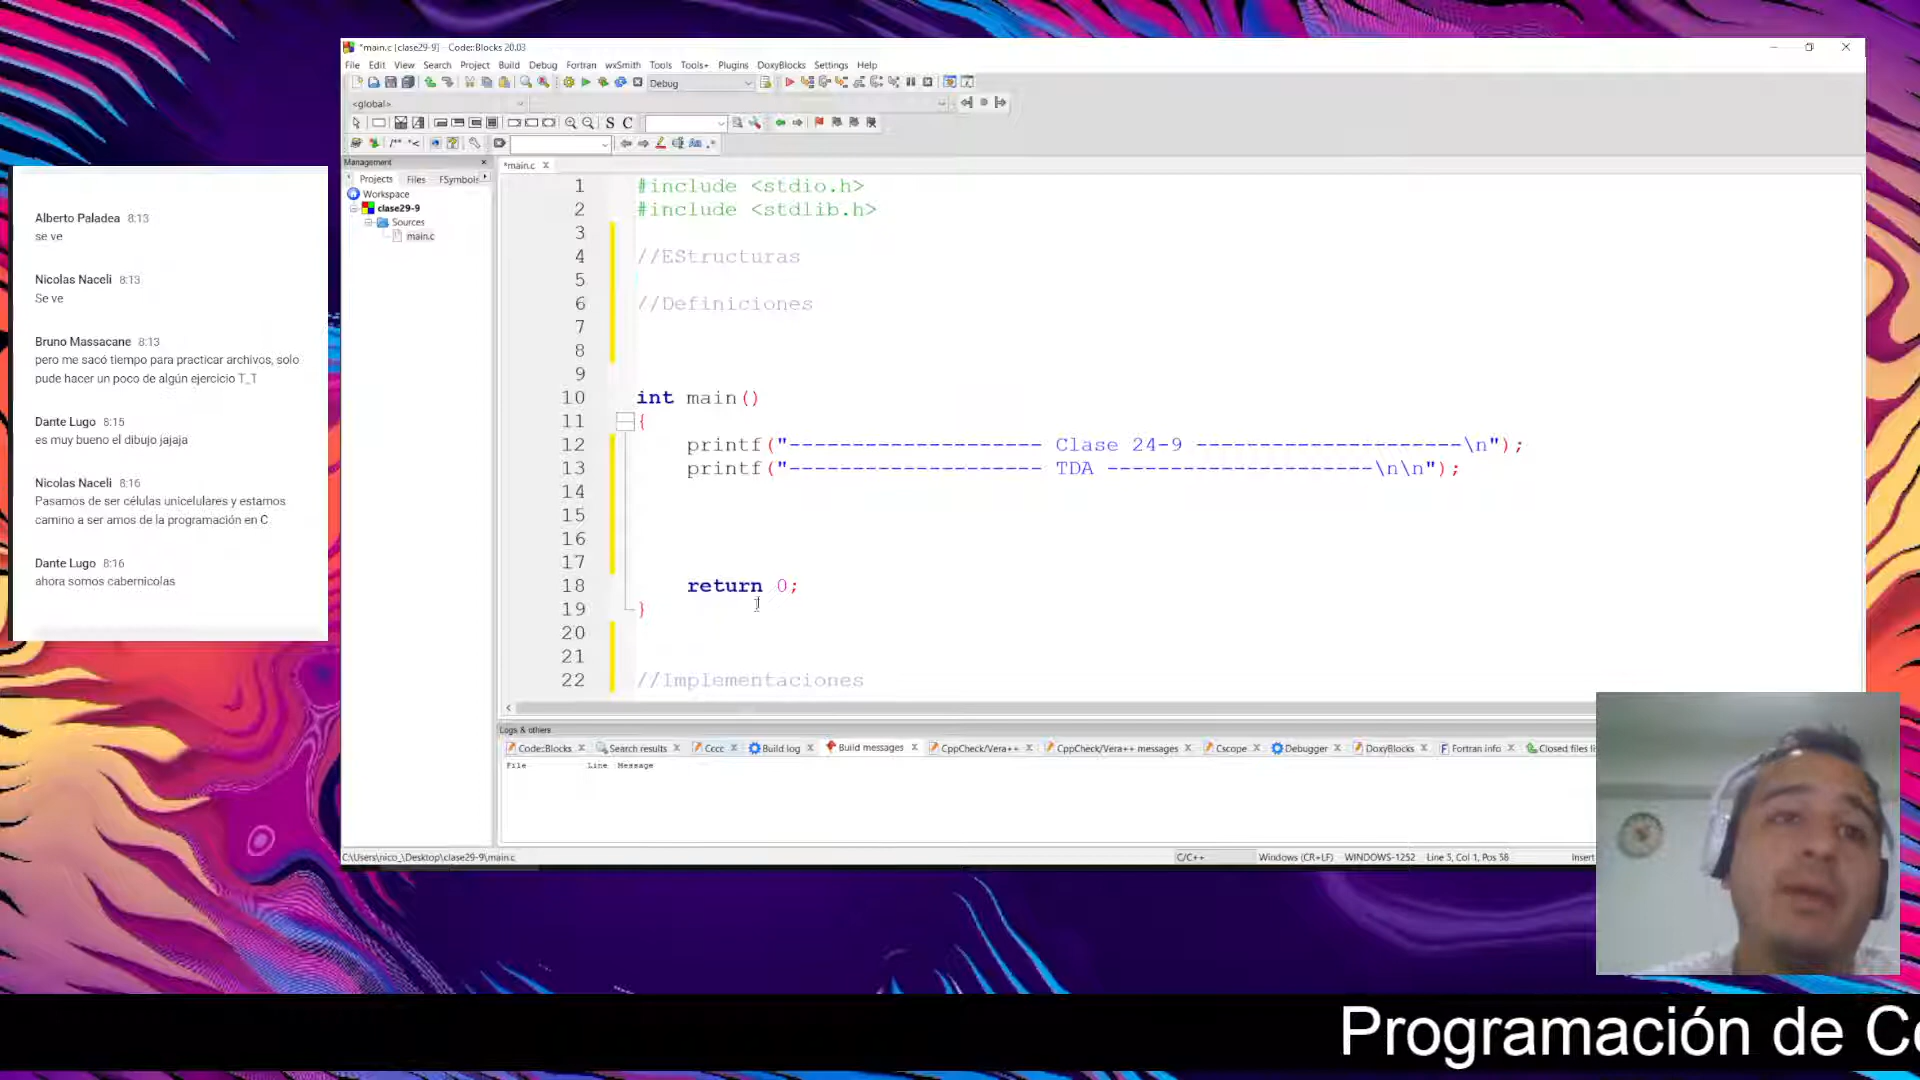 Alberto Paladea 8:13
se ve
Nicolas Naceli 8:13
Se ve
Bruno Massacane 8:13
pero me sacó tiempo para practicar archivos, solo
pude hacer un poco de algún ejercicio T_T
Dante Lugo 8:15
es muy bueno el dibujo jajaja
Nicolas Naceli 8:16
Pasamos de ser células unicelulares y estamos
camino a ser amos de la programación en C
Dante Lugo 8:16
ahora somos cabernicolas
*main.c [clase29-9] - Code::Blocks 20.03
File Edit View Search Project Build Debug Fortran wxSmith Tools Tools+ Plugins DoxyBlocks Settings Help
Debug
<global>
S C
Management
Projects Files FSymbols
Workspace
clase29-9
Sources
main.c
*main.c
1 #include <stdio.h>
2 #include <stdlib.h>
3
4 //EStructuras
5
6 //Definiciones
7
8
9
10 int main()
11 {
12 printf("-------------------- Clase 24-9 ---------------------\n");
13 printf("-------------------- TDA ---------------------\n\n");
14
15
16
17
18 return 0;
19 }
20
21
22 //Implementaciones
Logs & others
Code::Blocks Search results Cccc Build log Build messages CppCheck/Vera++ CppCheck/Vera++ messages Cscope Debugger DoxyBlocks Fortran info Closed files li
File Line Message
C:\Users\nico_\Desktop\clase29-9\main.c C/C++ Windows (CR+LF) WINDOWS-1252 Line 5, Col 1, Pos 58 Insert
Programación de Co